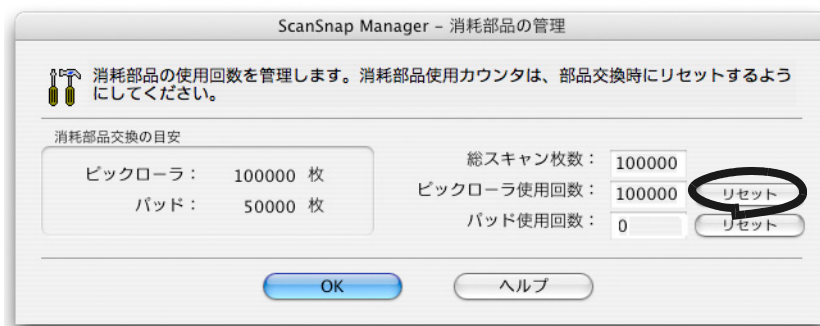 ScanSnap Manager – 消耗部品の管理
消耗部品の使用回数を管理します。消耗部品使用カウンタは、部品交換時にリセットするよう
にしてください。
消耗部品交換の目安
ピックローラ： 100000 枚
パッド： 50000 枚
総スキャン枚数： 100000
ピックローラ使用回数： 100000 リセット
パッド使用回数： 0 リセット
OK ヘルプ